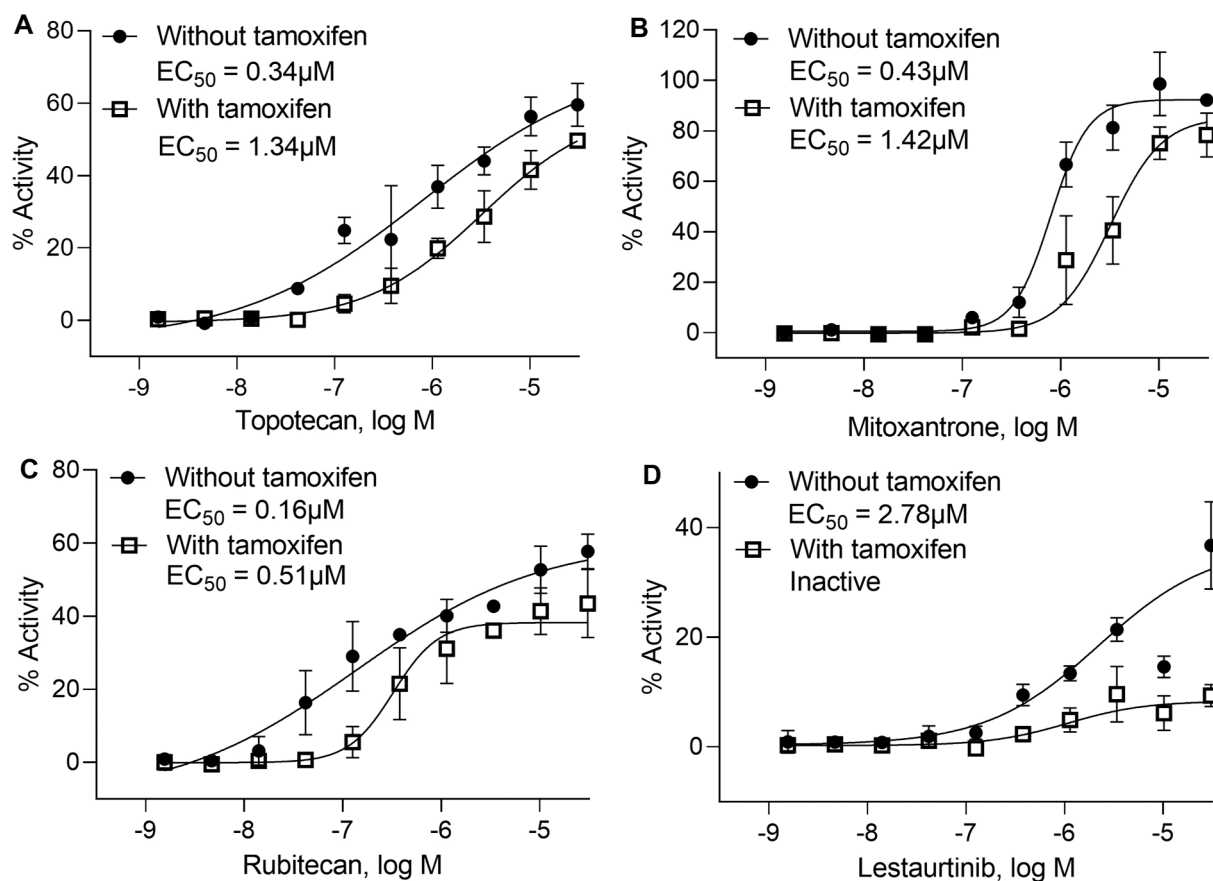 A
Without tamoxifen
EC50 = 0.34µM
With tamoxifen
EC50 = 1.34µM
80
60
40
20
0
% Activity
-9 -8 -7 -6 -5
Topotecan, log M
B
Without tamoxifen
EC50 = 0.43µM
With tamoxifen
EC50 = 1.42µM
120
100
80
60
40
20
0
% Activity
-9 -8 -7 -6 -5
Mitoxantrone, log M
C
Without tamoxifen
EC50 = 0.16µM
With tamoxifen
EC50 = 0.51µM
80
60
40
20
0
% Activity
-9 -8 -7 -6 -5
Rubitecan, log M
D
Without tamoxifen
EC50 = 2.78µM
With tamoxifen
Inactive
40
20
0
% Activity
-9 -8 -7 -6 -5
Lestaurtinib, log M